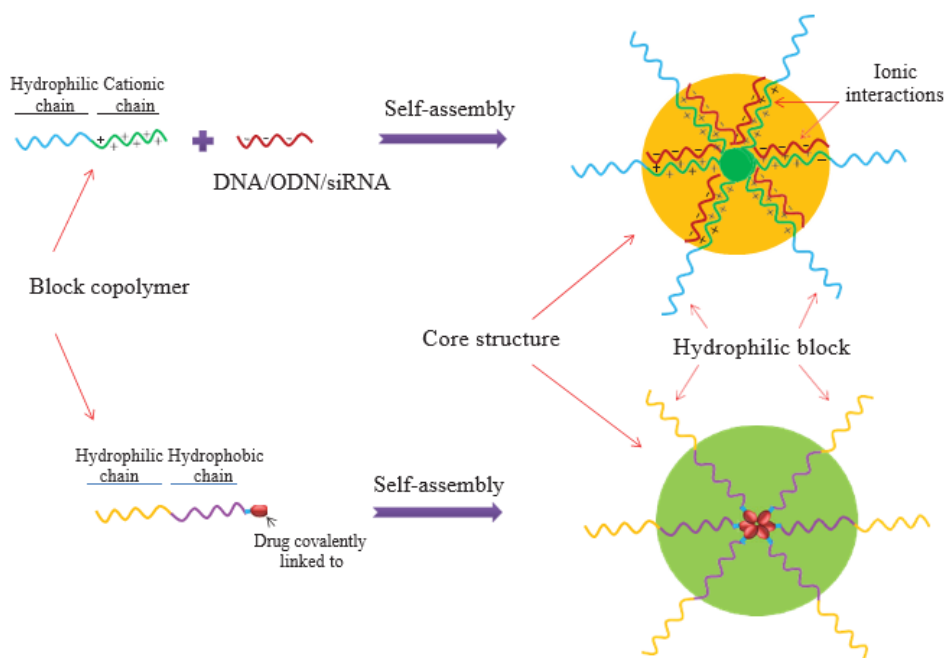 Hydrophilic Cationic
chain chain
Self-assembly
Ionic
interactions
DNA/ODN/siRNA
Block copolymer
Core structure
Hydrophilic block
Hydrophilic Hydrophobic
chain chain
Self-assembly
Drug covalently
linked to